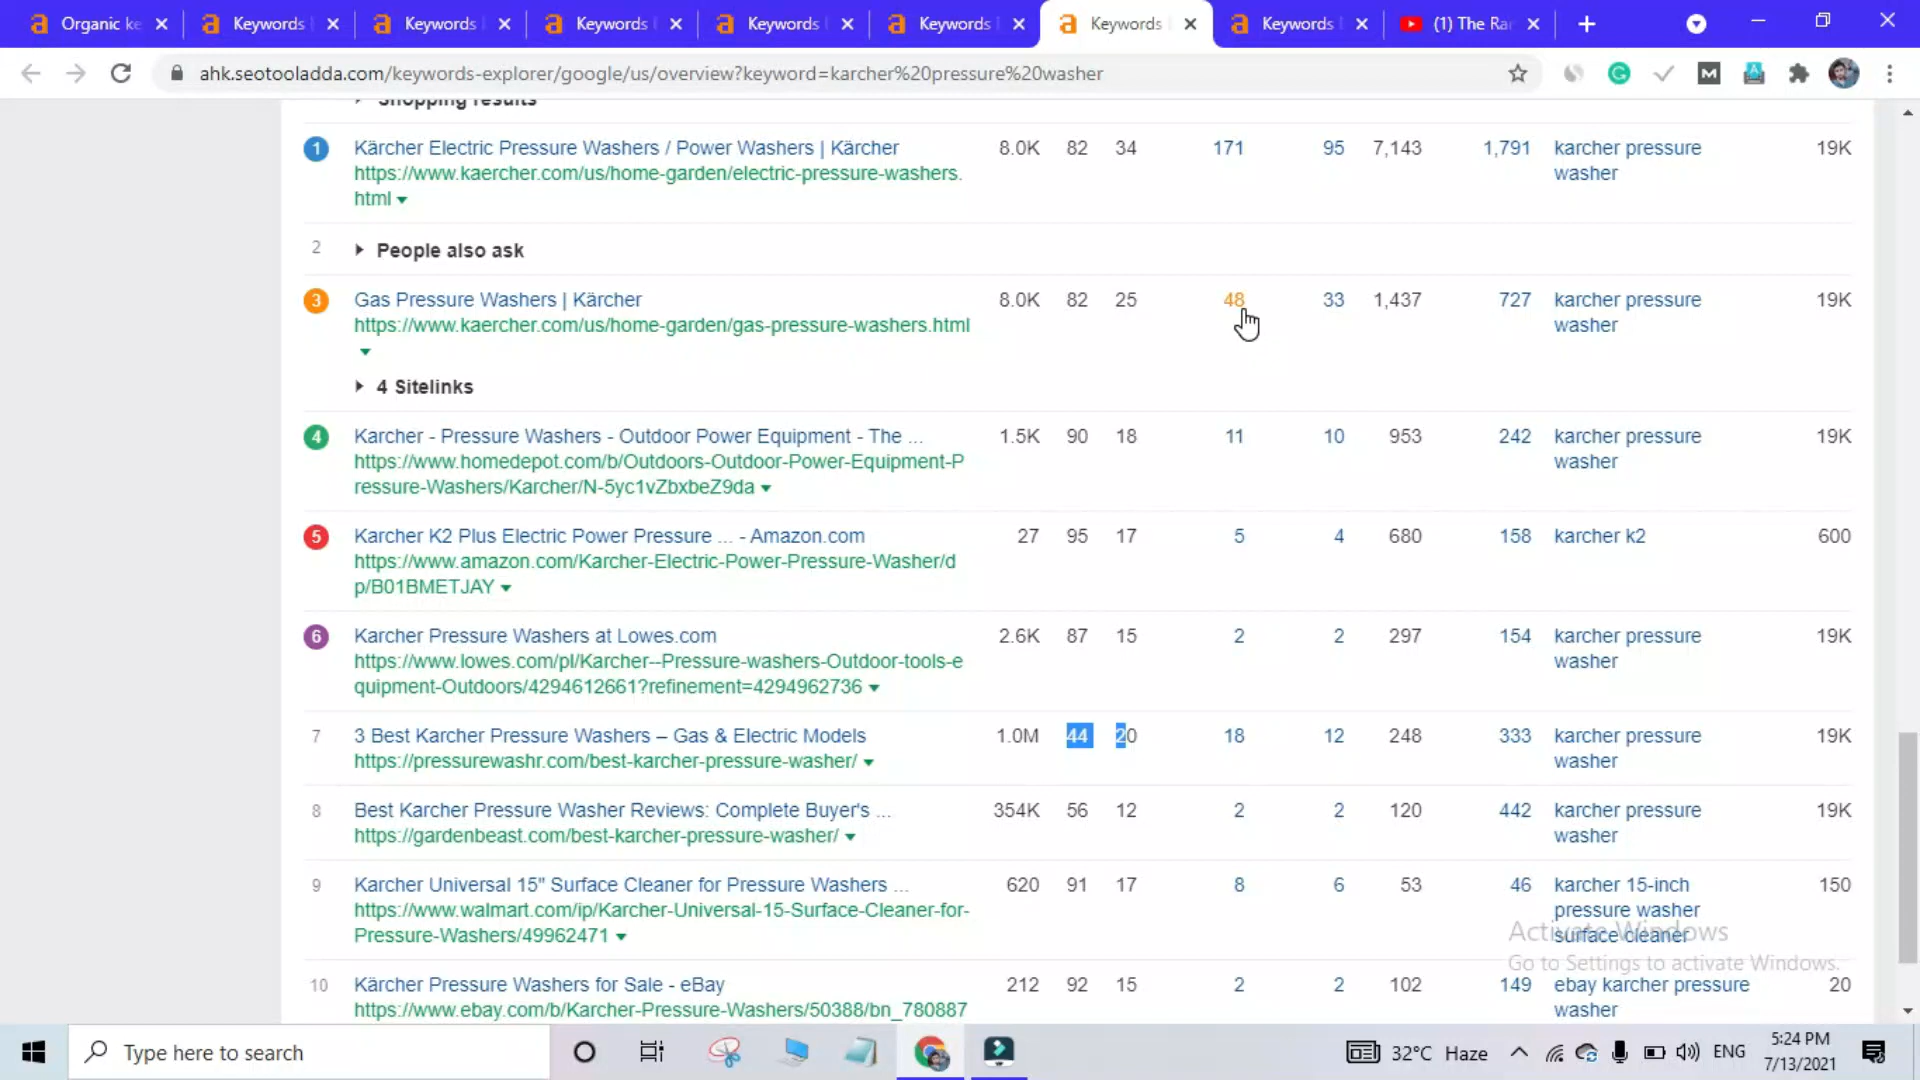 Organic ke
Keywords
Keywords
Keywords
Keywords
Keywords
Keywords
Keywords
(1) The Ra
ahk.seotooladda.com/keywords-explorer/google/us/overview?keyword=karcher%20pressure%20washer
Shopping results
1 Kärcher Electric Pressure Washers / Power Washers | Kärcher 8.0K 82 34 171 95 7,143 1,791 karcher pressure 19K
https://www.kaercher.com/us/home-garden/electric-pressure-washers. washer
html
2 People also ask
3 Gas Pressure Washers | Kärcher 8.0K 82 25 48 33 1,437 727 karcher pressure 19K
https://www.kaercher.com/us/home-garden/gas-pressure-washers.html washer
4 Sitelinks
4 Karcher - Pressure Washers - Outdoor Power Equipment - The ... 1.5K 90 18 11 10 953 242 karcher pressure 19K
https://www.homedepot.com/b/Outdoors-Outdoor-Power-Equipment-P washer
ressure-Washers/Karcher/N-5yc1vZbxbeZ9da
5 Karcher K2 Plus Electric Power Pressure ... - Amazon.com 27 95 17 5 4 680 158 karcher k2 600
https://www.amazon.com/Karcher-Electric-Power-Pressure-Washer/d
p/B01BMETJAY
6 Karcher Pressure Washers at Lowes.com 2.6K 87 15 2 2 297 154 karcher pressure 19K
https://www.lowes.com/pl/Karcher--Pressure-washers-Outdoor-tools-e washer
quipment-Outdoors/4294612661?refinement=4294962736
7 3 Best Karcher Pressure Washers – Gas & Electric Models 1.0M 44 20 18 12 248 333 karcher pressure 19K
https://pressurewashr.com/best-karcher-pressure-washer/ washer
8 Best Karcher Pressure Washer Reviews: Complete Buyer's ... 354K 56 12 2 2 120 442 karcher pressure 19K
https://gardenbeast.com/best-karcher-pressure-washer/ washer
9 Karcher Universal 15" Surface Cleaner for Pressure Washers ... 620 91 17 8 6 53 46 karcher 15-inch 150
https://www.walmart.com/ip/Karcher-Universal-15-Surface-Cleaner-for- pressure washer
Pressure-Washers/49962471 surface cleaner
Activate Windows
Go to Settings to activate Windows.
10 Kärcher Pressure Washers for Sale - eBay 212 92 15 2 2 102 149 ebay karcher pressure 20
https://www.ebay.com/b/Karcher-Pressure-Washers/50388/bn_780887 washer
Type here to search
32°C Haze
ENG
5:24 PM
7/13/2021